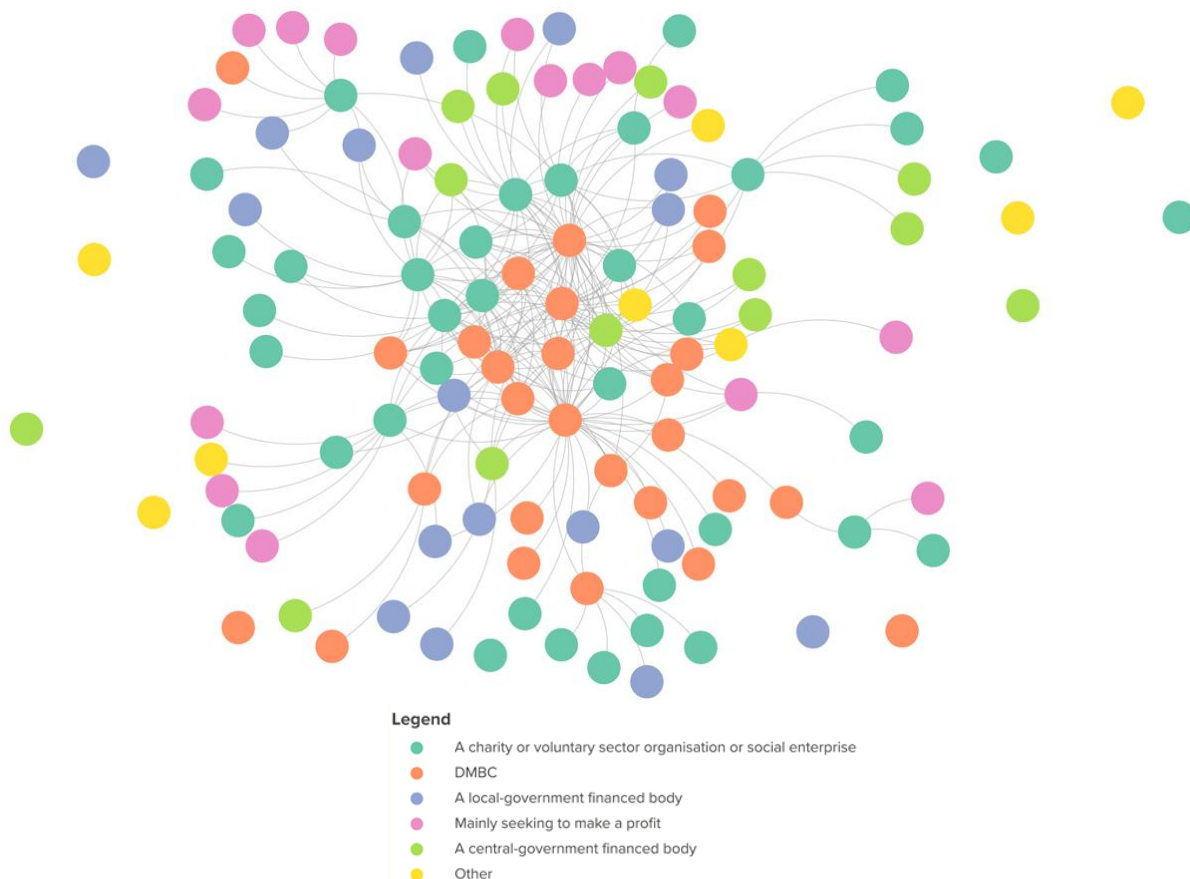 Legend
A charity or voluntary sector organisation or social enterprise
DMBC
A local-government financed body
Mainly seeking to make a profit
A central-government financed body
Other